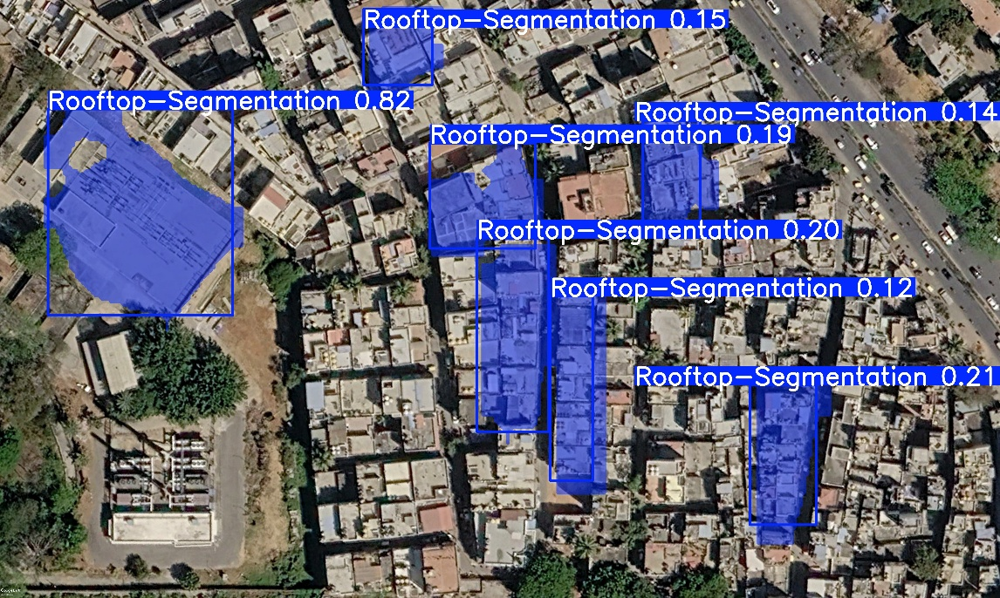 Rooftop-Segmentation 0.15
Rooftop-Segmentation 0.82
Rooftop-Segmentation 0.14
Rooftop-Segmentation 0.19
Rooftop-Segmentation 0.20
Rooftop-Segmentation 0.12
Rooftop-Segmentation 0.21